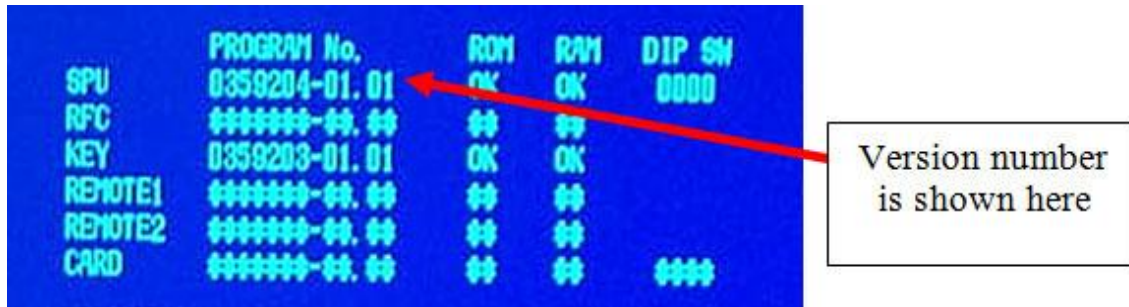 PROGRAM No. ROM RAM DIP SW
SPU 0359204-01.01 OK OK 0000
RFC #######-##.## ## ##
KEY 0359203-01.01 OK OK
REMOTE1 #######-##.## ## ##
REMOTE2 #######-##.## ## ##
CARD #######-##.## ## ## ####
Version number
is shown here